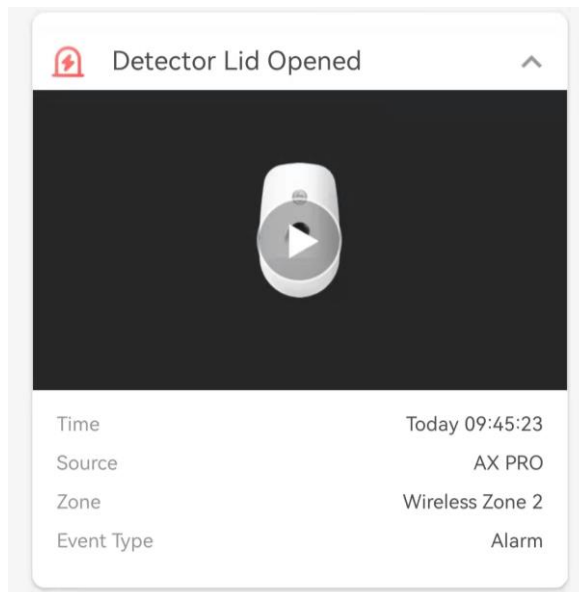 Detector Lid Opened
Time Today 09:45:23
Source AX PRO
Zone Wireless Zone 2
Event Type Alarm